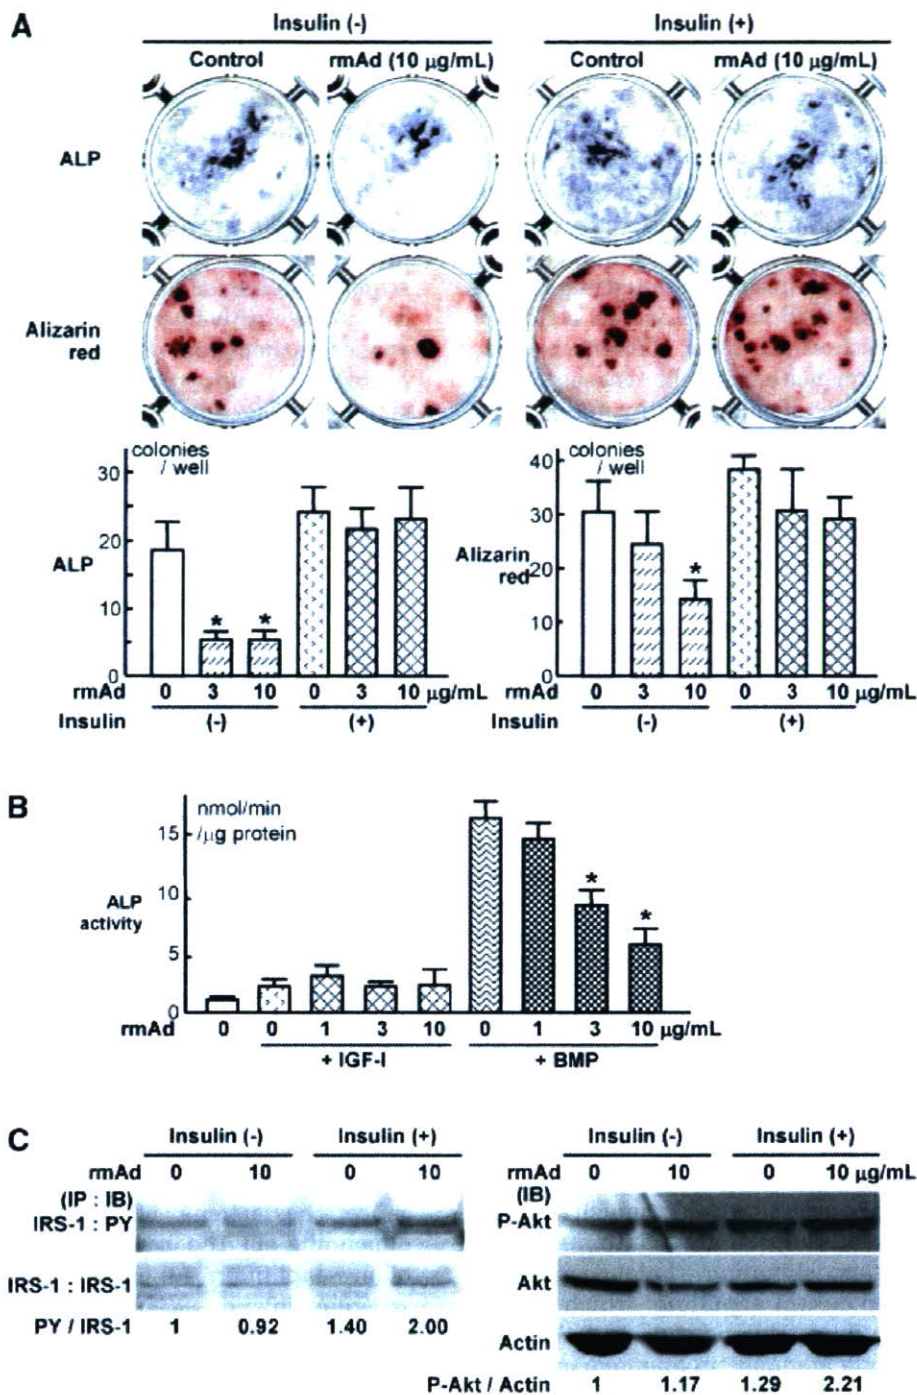 A
Insulin (-) Insulin (+)
Control rmAd (10 µg/mL) Control rmAd (10 µg/mL)
ALP
Alizarin
red
colonies
/ well
30
20
10
0
ALP
rmAd 0 3 10 0 3 10 µg/mL
Insulin (-) (+)
* *
colonies
/ well
40
30
20
10
0
Alizarin
red
*
rmAd 0 3 10 0 3 10 µg/mL
Insulin (-) (+)
B
nmol/min
/µg protein
15
10
5
0
ALP
activity
* *
rmAd 0 0 1 3 10 0 1 3 10 µg/mL
+ IGF-I + BMP
C
Insulin (-) Insulin (+)
rmAd 0 10 0 10
(IP : IB)
IRS-1 : PY
IRS-1 : IRS-1
PY / IRS-1 1 0.92 1.40 2.00
Insulin (-) Insulin (+)
rmAd 0 10 0 10 µg/mL
(IB)
P-Akt
Akt
Actin
P-Akt / Actin 1 1.17 1.29 2.21